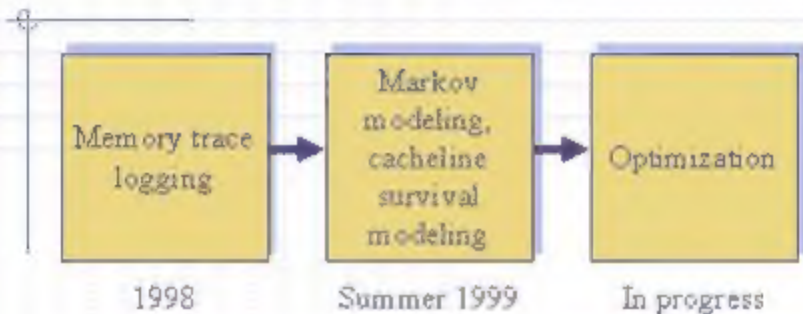 Memory trace
logging
Markov
modeling,
cacheline
survival
modeling
Optimization
1998
Summer 1999
In progress